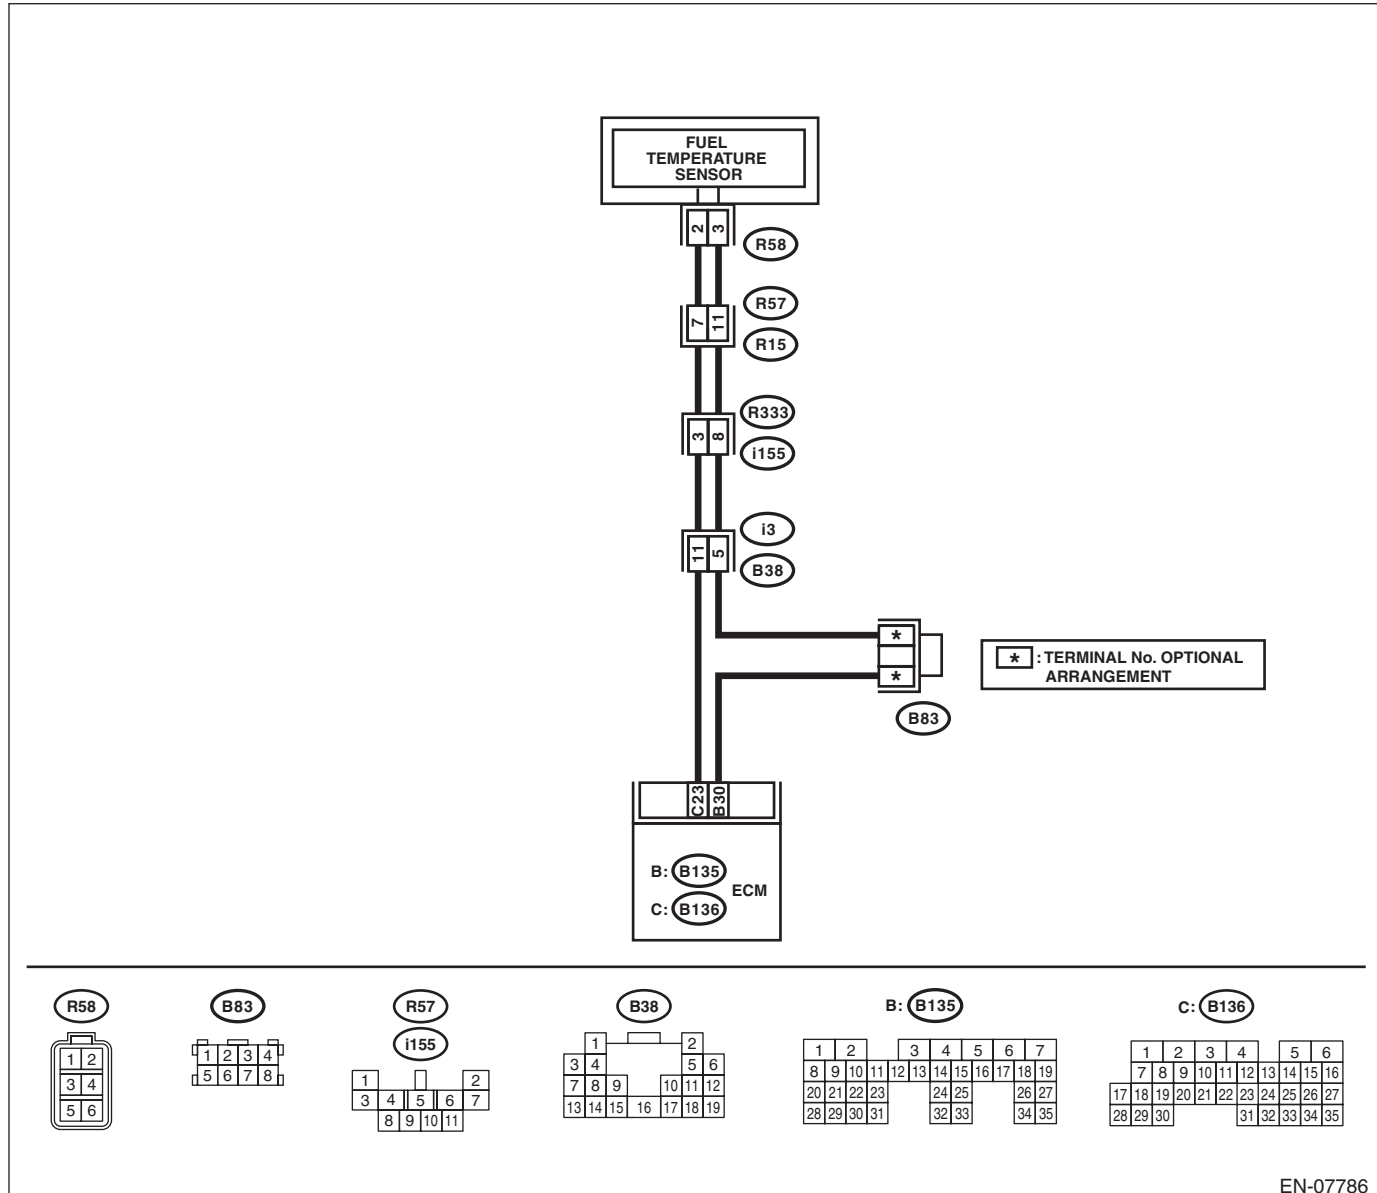 FUEL
TEMPERATURE
SENSOR
2 3
R58
R57
7 11
R15
R333
3 8
i155
i3
11 5
B38
*
* : TERMINAL No. OPTIONAL
ARRANGEMENT
*
B83
C23 B30
B: B135
ECM
C: B136
R58
1 2
3 4
5 6
B83
1 2 3 4
5 6 7 8
R57
i155
1 2
3 4 5 6 7
8 9 10 11
B38
1 2
3 4 5 6
7 8 9 10 11 12
13 14 15 16 17 18 19
B: B135
1 2 3 4 5 6 7
8 9 10 11 12 13 14 15 16 17 18 19
20 21 22 23 24 25 26 27
28 29 30 31 32 33 34 35
C: B136
1 2 3 4 5 6
7 8 9 10 11 12 13 14 15 16
17 18 19 20 21 22 23 24 25 26 27
28 29 30 31 32 33 34 35
EN-07786